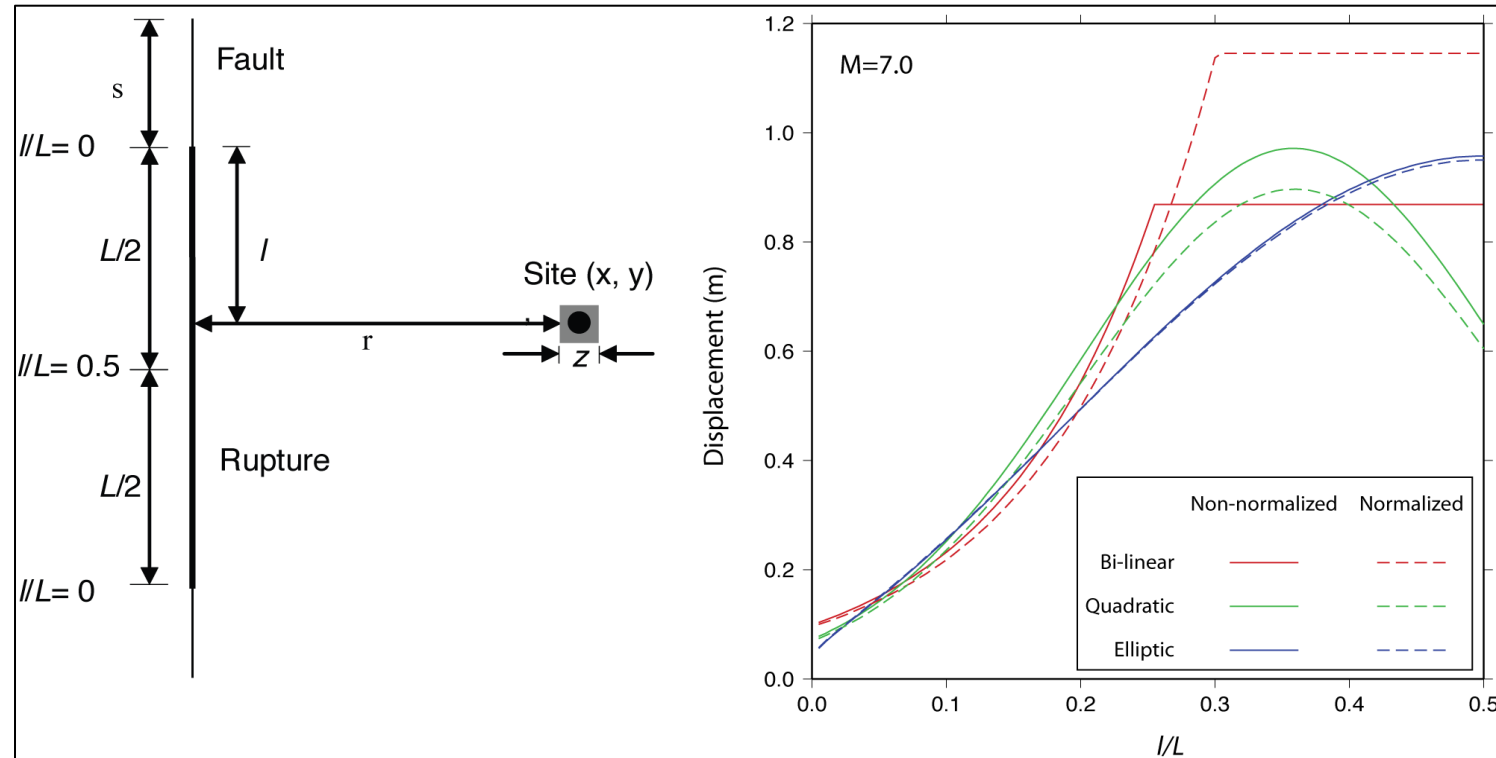 Fault
s
l/L= 0
L/2
l
Site (x, y)
r
z
l/L= 0.5
Rupture
L/2
l/L= 0
M=7.0
Displacement (m)
1.2
1.0
0.8
0.6
0.4
0.2
0.0
0.0 0.1 0.2 0.3 0.4 0.5
l/L
Non-normalized Normalized
Bi-linear
Quadratic
Elliptic